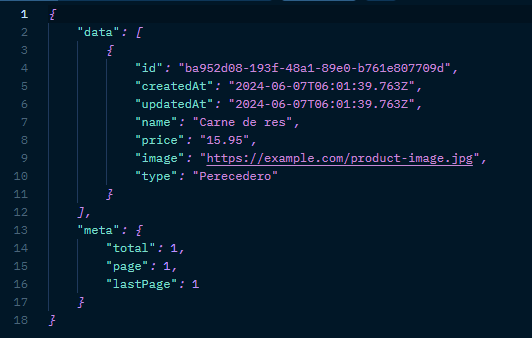 1 {
2 "data": [
3 {
4 "id": "ba952d08-193f-48a1-89e0-b761e807709d",
5 "createdAt": "2024-06-07T06:01:39.763Z",
6 "updatedAt": "2024-06-07T06:01:39.763Z",
7 "name": "Carne de res",
8 "price": "15.95",
9 "image": "https://example.com/product-image.jpg",
10 "type": "Perecedero"
11 }
12 ],
13 "meta": {
14 "total": 1,
15 "page": 1,
16 "lastPage": 1
17 }
18 }